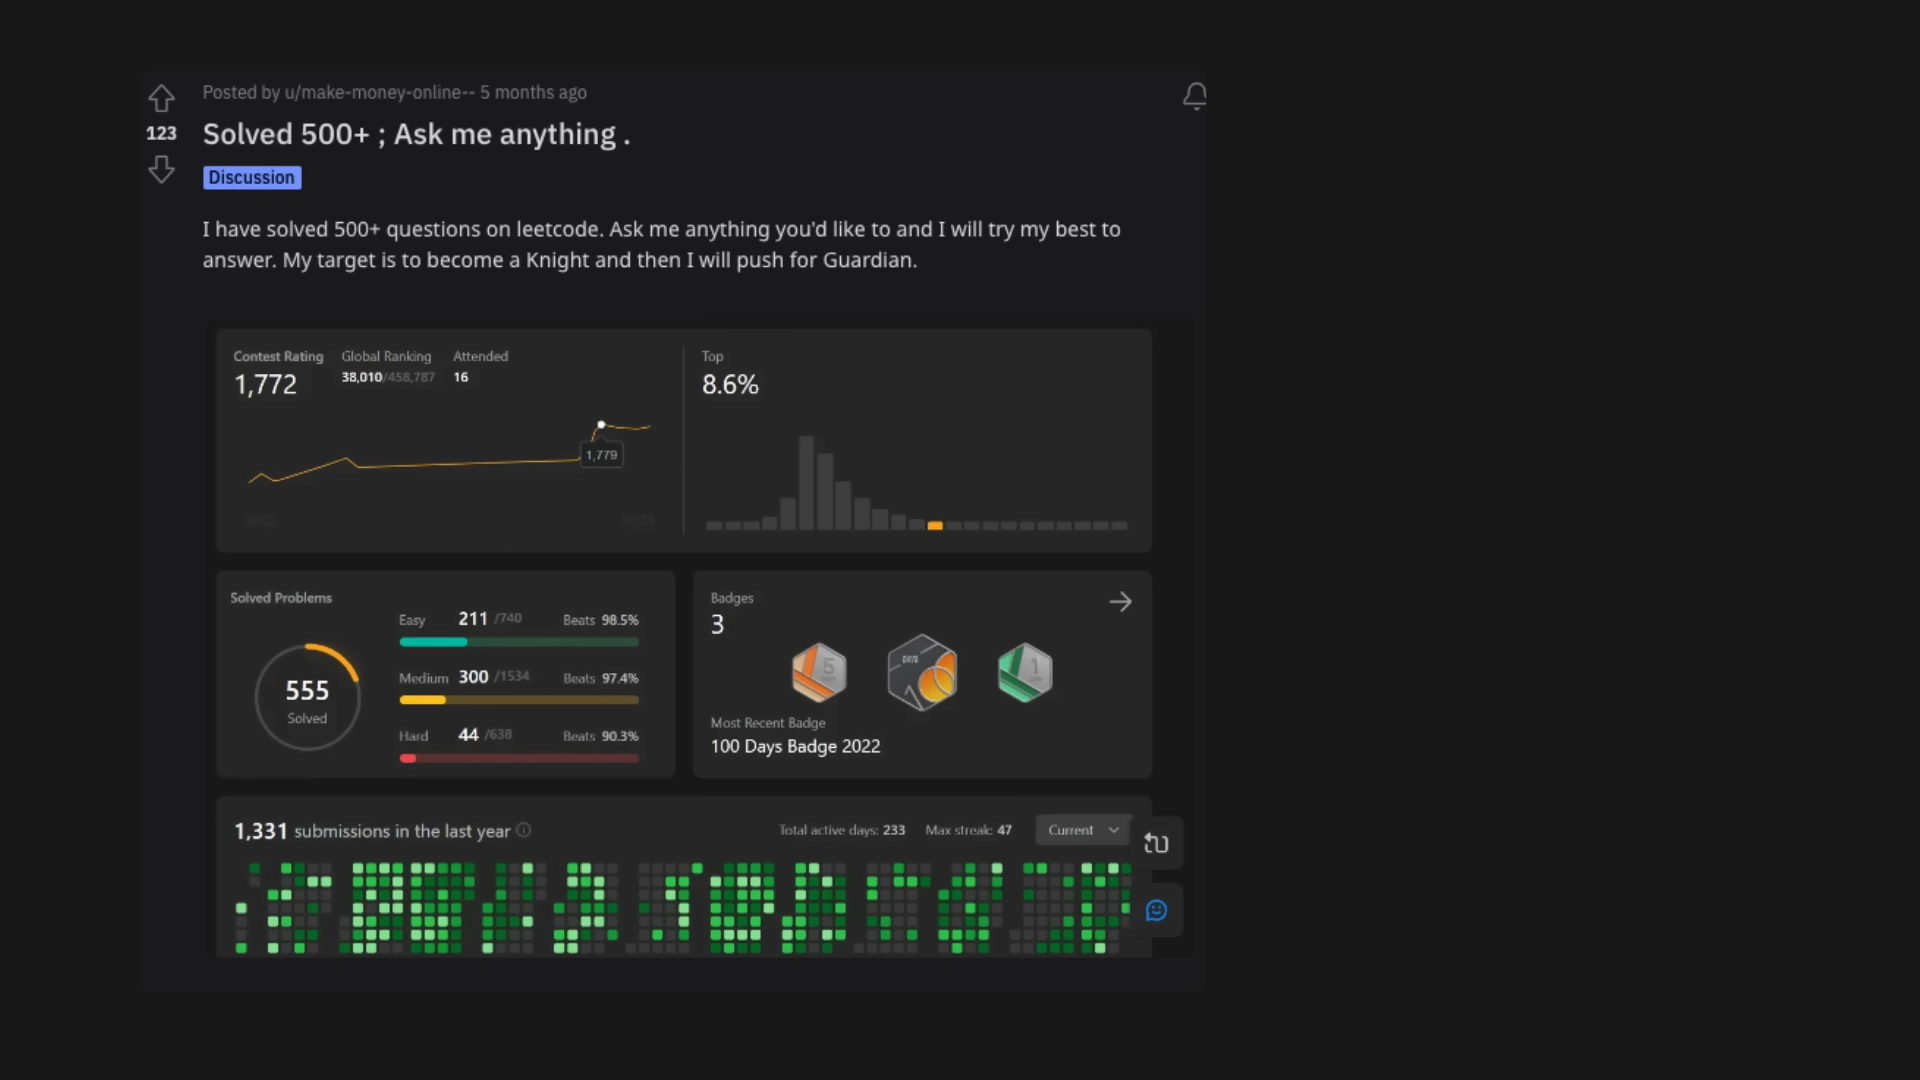 Posted by u/make-money-online-- 5 months ago
123
Solved 500+ ; Ask me anything .
Discussion
I have solved 500+ questions on leetcode. Ask me anything you'd like to and I will try my best to
answer. My target is to become a Knight and then I will push for Guardian.
Contest Rating Global Ranking Attended
1,772 38,010/458,787 16
1,779
Top
8.6%
Solved Problems
555
Solved
Easy 211 /740 Beats 98.5%
Medium 300 /1534 Beats 97.4%
Hard 44 /638 Beats 90.3%
Badges
3
5
DAYS
1
Most Recent Badge
100 Days Badge 2022
1,331 submissions in the last year
Total active days: 233 Max streak: 47 Current